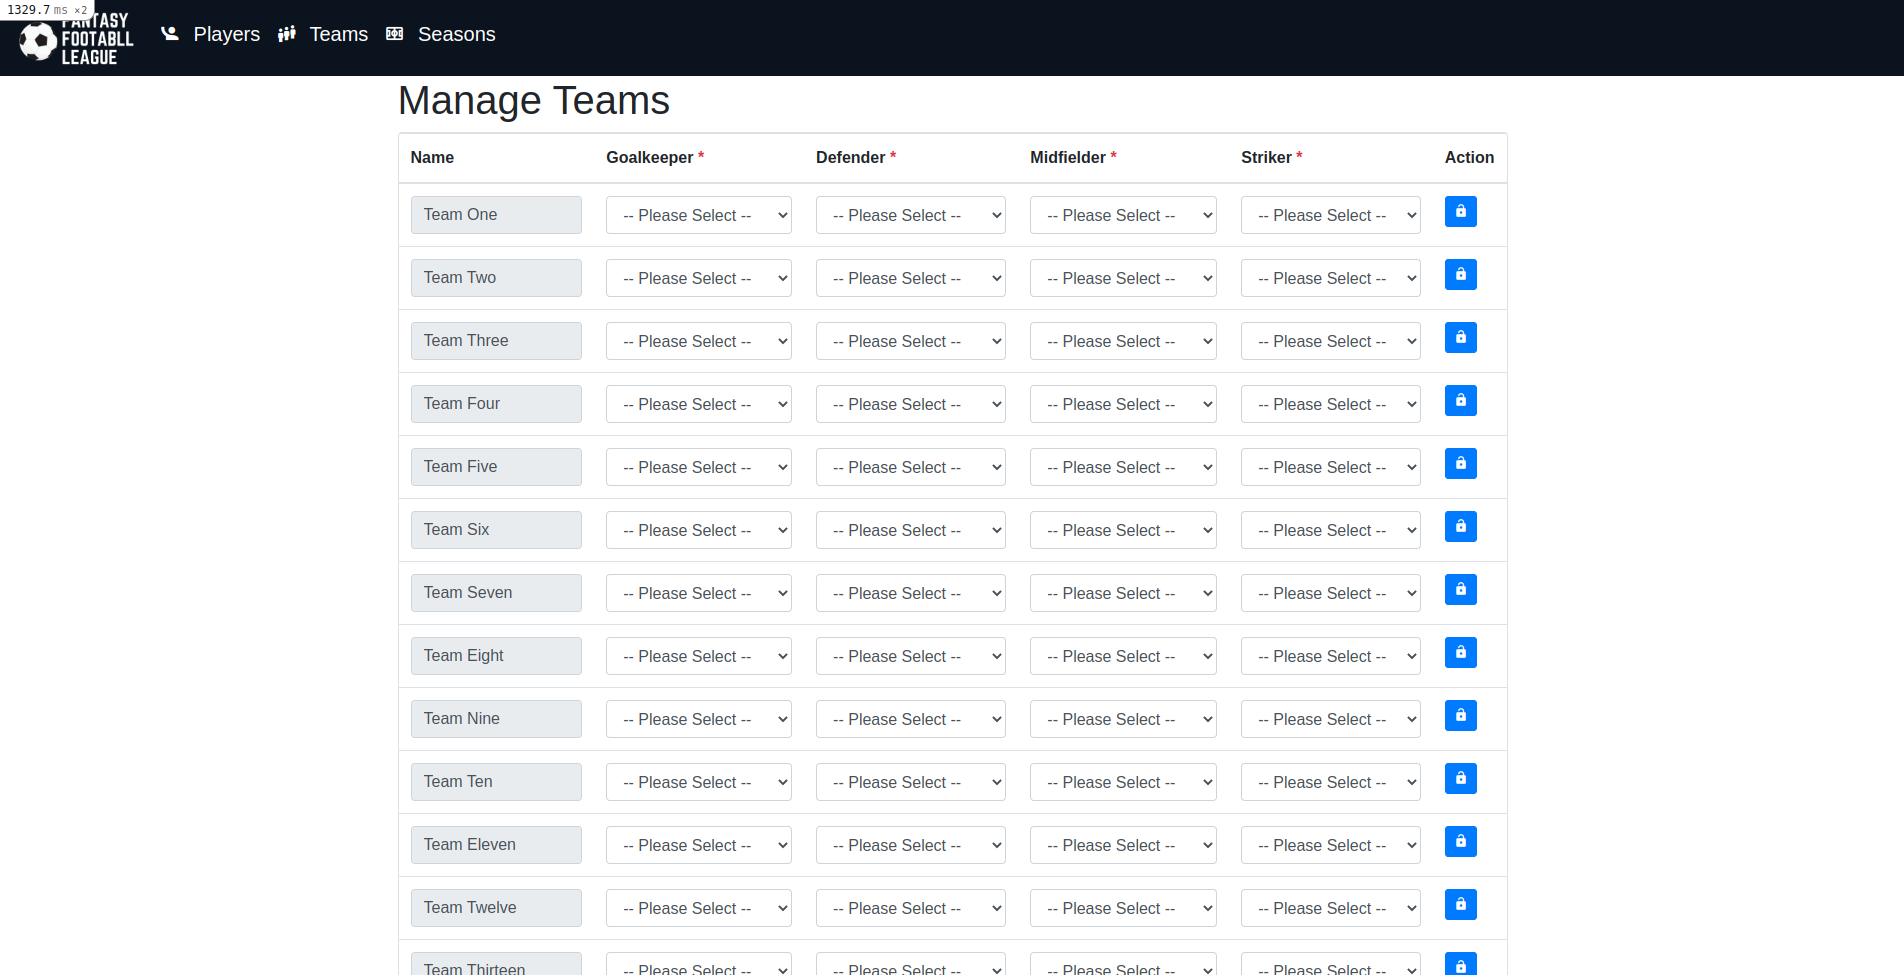 1329.7 ms ×2
FANTASY
FOOTABLL
LEAGUE
Players Teams Seasons
Manage Teams
Name Goalkeeper * Defender * Midfielder * Striker * Action
Team One -- Please Select -- -- Please Select -- -- Please Select -- -- Please Select --
Team Two -- Please Select -- -- Please Select -- -- Please Select -- -- Please Select --
Team Three -- Please Select -- -- Please Select -- -- Please Select -- -- Please Select --
Team Four -- Please Select -- -- Please Select -- -- Please Select -- -- Please Select --
Team Five -- Please Select -- -- Please Select -- -- Please Select -- -- Please Select --
Team Six -- Please Select -- -- Please Select -- -- Please Select -- -- Please Select --
Team Seven -- Please Select -- -- Please Select -- -- Please Select -- -- Please Select --
Team Eight -- Please Select -- -- Please Select -- -- Please Select -- -- Please Select --
Team Nine -- Please Select -- -- Please Select -- -- Please Select -- -- Please Select --
Team Ten -- Please Select -- -- Please Select -- -- Please Select -- -- Please Select --
Team Eleven -- Please Select -- -- Please Select -- -- Please Select -- -- Please Select --
Team Twelve -- Please Select -- -- Please Select -- -- Please Select -- -- Please Select --
Team Thirteen -- Please Select -- -- Please Select -- -- Please Select -- -- Please Select --